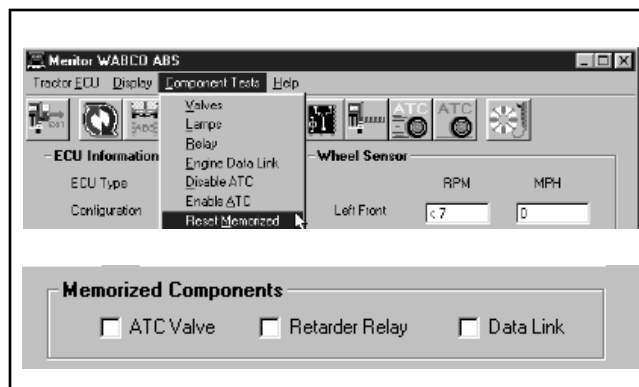 Meritor WABCO ABS
Tractor ECU Display Component Tests Help
Valves
Lamps
Relay
Engine Data Link
Disable ATC
Enable ATC
Reset Memorized
ATC ATC
ECU Information
ECU Type
Configuration
Wheel Sensor
RPM MPH
Left Front < 7 0
Memorized Components
ATC Valve Retarder Relay Data Link